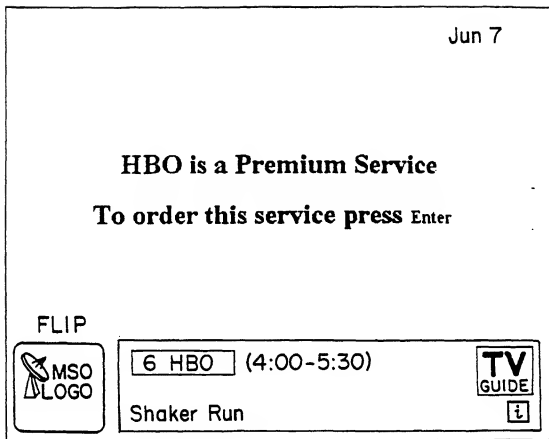 Jun 7
HBO is a Premium Service
To order this service press Enter
FLIP
MSO
LOGO
6 HBO (4:00-5:30)
Shaker Run
TV
GUIDE
i